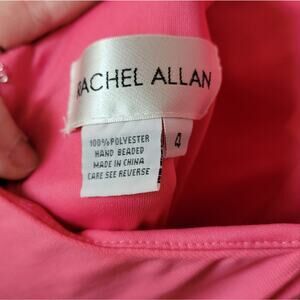 RACHEL ALLAN
100% POLYESTER
HAND BEADED
MADE IN CHINA
CARE SEE REVERSE
4